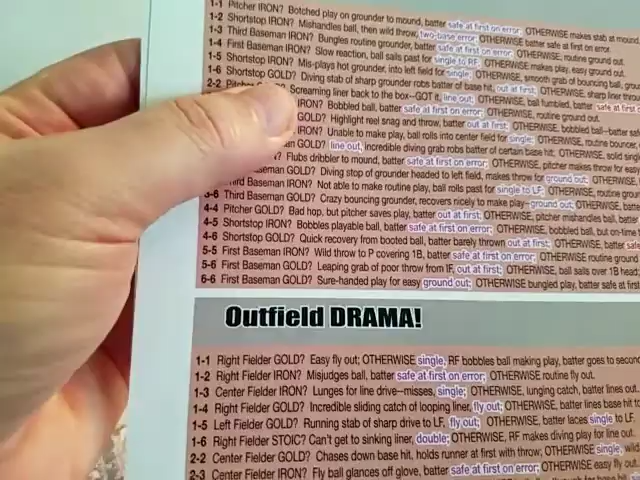 1-1 Pitcher IRON? Botched play on grounder to mound, batter safe at first on error; OTHERWISE makes stab at mound
1-2 Shortstop IRON? Mishandles ball, then wild throw, two-base error; OTHERWISE batter safe at first on error.
1-3 Third Baseman IRON? Bungles routine grounder, batter safe at first on error; OTHERWISE, routine ground out.
1-4 First Baseman IRON? Slow reaction, ball sails past for single to RF; OTHERWISE makes play, easy ground out.
1-5 Shortstop IRON? Mis-plays grounder, into left field for single; OTHERWISE, smooth grab of bounding grounder
1-6 Shortstop GOLD? Diving stab of sharp grounder robs batter of base hit, out at first; OTHERWISE, sharp liner
2-2 Pitcher Screaming liner back to the box--GOT it, line out; OTHERWISE, ball fumbled, batter safe at first
IRON? Bobbled ball, batter safe at first on error; OTHERWISE, routine ground out.
GOLD? Highlight reel snag and throw, batter out at first; OTHERWISE, bobbled ball--batter
IRON? Unable to make play, ball rolls into center field for single; OTHERWISE, routine bouncer,
GOLD? line out, incredible diving grab robs batter of certain base hit; OTHERWISE, solid
? Flubs dribbler to mound, batter safe at first on error; OTHERWISE, pitcher makes throw for easy
GOLD? Diving stop of grounder headed to left field, makes throw for ground out; OTHERWISE,
Third Baseman IRON? Not able to make routine play, ball rolls past for single to LF; OTHERWISE, routine
3-6 Third Baseman GOLD? Crazy bouncing grounder, recovers nicely to make play--ground out; OTHERWISE,
4-4 Pitcher GOLD? Bad hop, but pitcher saves play, batter out at first; OTHERWISE, pitcher mishandles ball, batter
4-5 Shortstop IRON? Bobbles playable ball, batter safe at first on error; OTHERWISE, bobbled ball, but on-time
4-6 Shortstop GOLD? Quick recovery from booted ball, batter barely thrown out at first; OTHERWISE, batter safe
5-5 First Baseman IRON? Wild throw to P covering 1B, batter safe at first on error; OTHERWISE routine ground
5-6 First Baseman GOLD? Leaping grab of poor throw from IF, out at first; OTHERWISE, ball sails over 1B head;
6-6 First Baseman GOLD? Sure-handed play for easy ground out; OTHERWISE bungled play, batter safe at first
Outfield DRAMA!
1-1 Right Fielder GOLD? Easy fly out; OTHERWISE single, RF bobbles ball making play, batter goes to second
1-2 Right Fielder IRON? Misjudges ball, batter safe at first on error; OTHERWISE routine fly out.
1-3 Center Fielder IRON? Lunges for line drive--misses, single; OTHERWISE, lunging catch, batter lines out.
1-4 Right Fielder GOLD? Incredible sliding catch of looping liner, fly out; OTHERWISE, batter lines base hit to
1-5 Left Fielder GOLD? Running stab of sharp drive to LF, fly out; OTHERWISE, batter laces single to LF.
1-6 Right Fielder STOIC? Can't get to sinking liner, double; OTHERWISE, RF makes diving play for line out.
2-2 Center Fielder GOLD? Chases down base hit, holds runner at first with throw; OTHERWISE single, wild
2-3 Center Fielder IRON? Fly ball glances off glove, batter safe at first on error; OTHERWISE easy fly out.